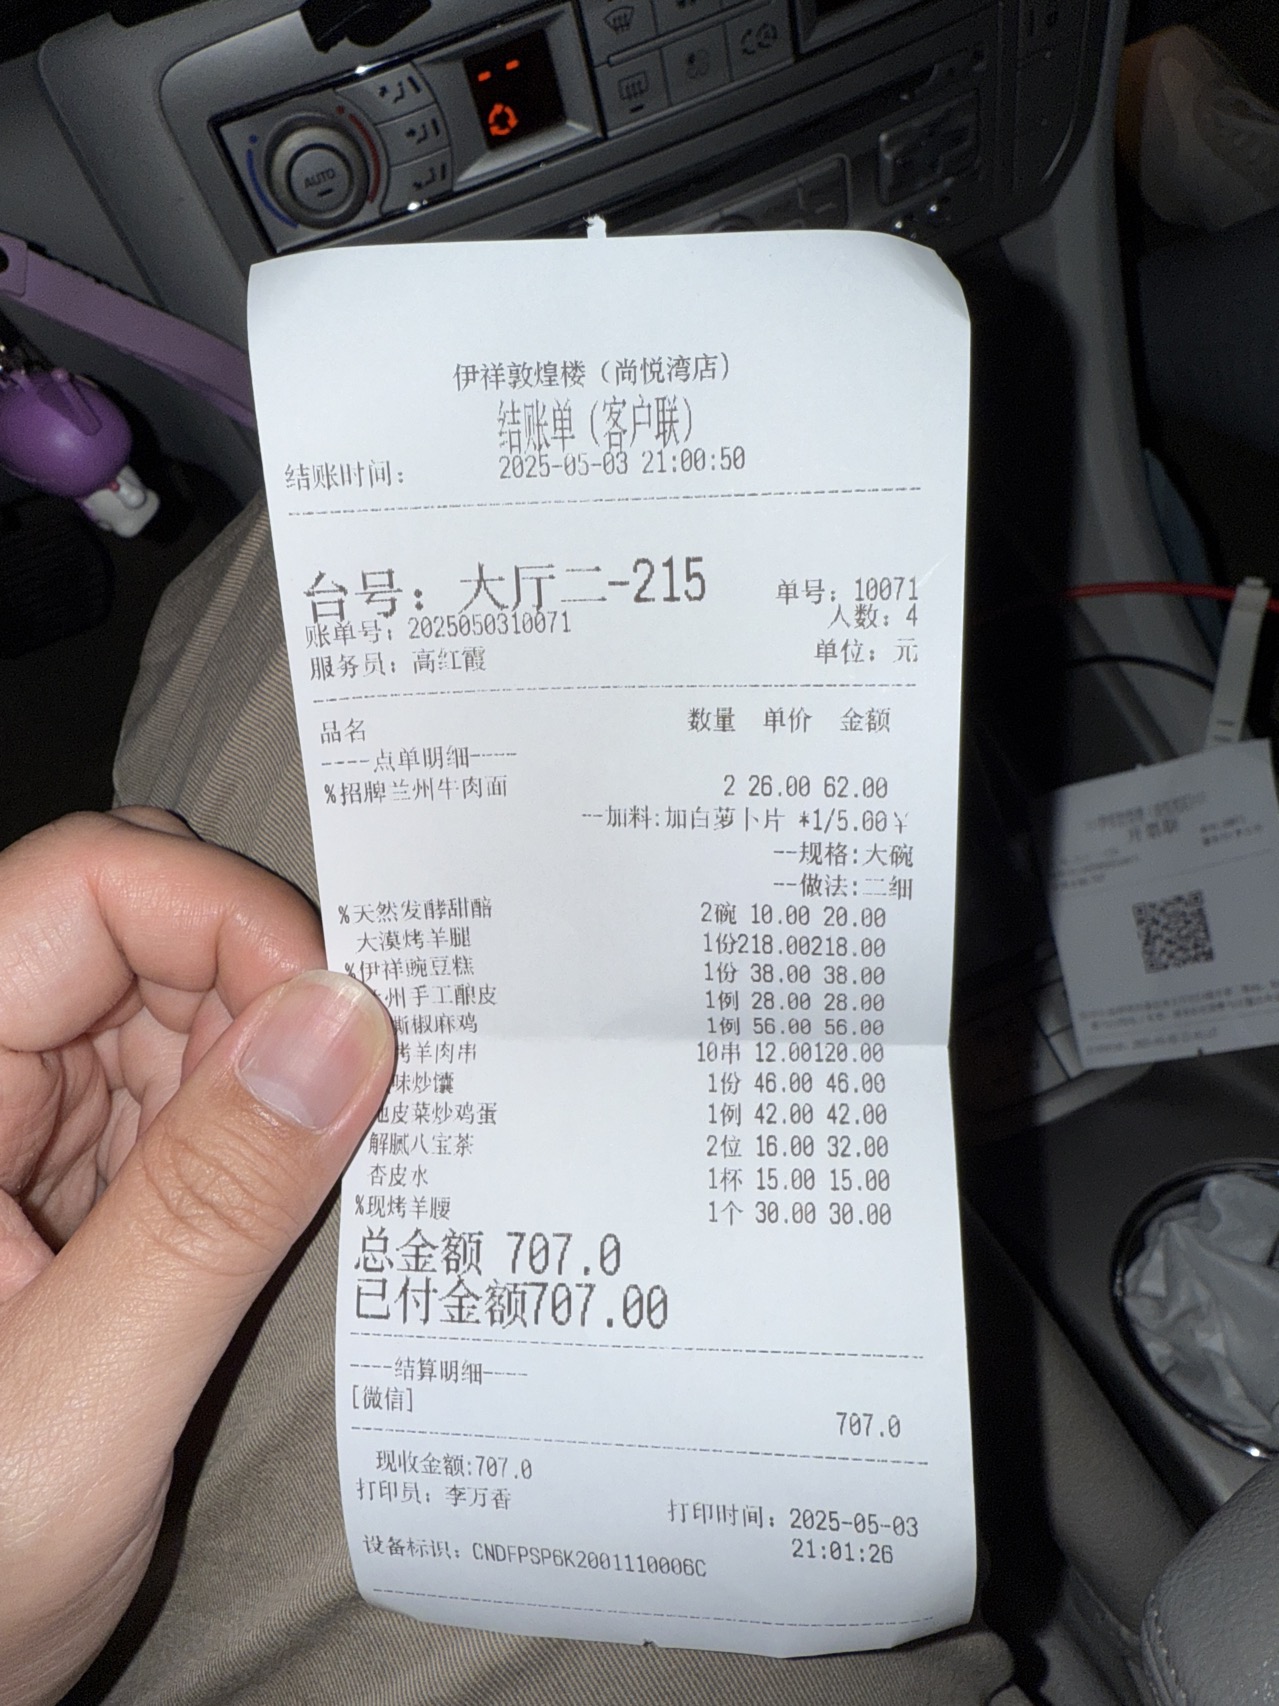 AUTO
伊祥敦煌楼（尚悦湾店）
结账单（客户联）
结账时间： 2025-05-03 21:00:50
台号：大厅二-215 单号：10071
账单号：2025050310071 人数：4
服务员：高红霞 单位：元
品名 数量 单价 金额
----点单明细----
%招牌兰州牛肉面 2 26.00 62.00
--加料:加白萝卜片 *1/5.00￥
--规格:大碗
--做法:二细
%天然发酵甜醅 2碗 10.00 20.00
大漠烤羊腿 1份218.00218.00
%伊祥豌豆糕 1份 38.00 38.00
州手工酿皮 1例 28.00 28.00
椒麻鸡 1例 56.00 56.00
烤羊肉串 10串 12.00120.00
味炒馕 1份 46.00 46.00
地皮菜炒鸡蛋 1例 42.00 42.00
解腻八宝茶 2位 16.00 32.00
杏皮水 1杯 15.00 15.00
%现烤羊腰 1个 30.00 30.00
总金额 707.0
已付金额707.00
----结算明细----
[微信]
707.0
现收金额:707.0
打印员：李万香 打印时间：2025-05-03
21:01:26
设备标识：CNDFPSP6K2001110006C